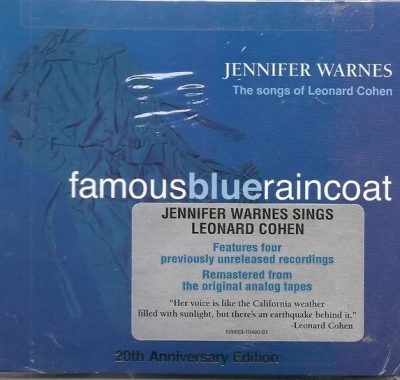 JENNIFER WARNES
The songs of Leonard Cohen
famousblueraincoat
JENNIFER WARNES SINGS
LEONARD COHEN
Features four
previously unreleased recordings
Remastered from
the original analog tapes
"Her voice is like the California weather
filled with sunlight, but there's an earthquake behind it."
-Leonard Cohen
20th Anniversary Edition